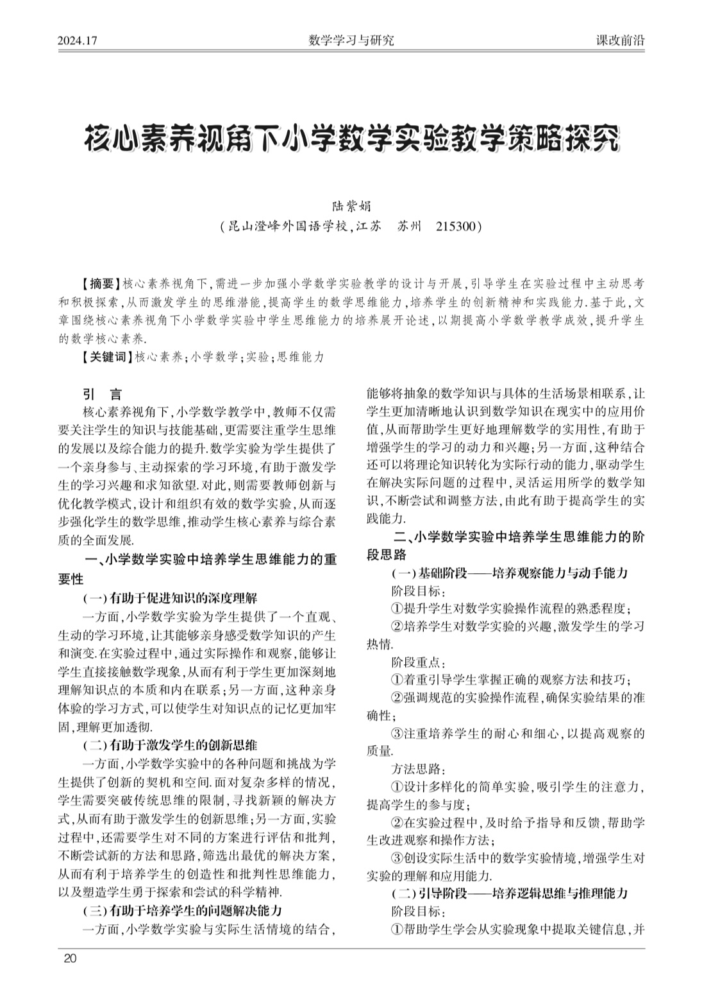 2024.17 数学学习与研究 课改前沿
核心素养视角下小学数学实验教学策略探究
陆紫娟
(昆山澄峰外国语学校,江苏 苏州 215300)
【摘要】核心素养视角下,需进一步加强小学数学实验教学的设计与开展,引导学生在实验过程中主动思考
和积极探索,从而激发学生的思维潜能,提高学生的数学思维能力,培养学生的创新精神和实践能力.基于此,文
章围绕核心素养视角下小学数学实验中学生思维能力的培养展开论述,以期提高小学数学教学成效,提升学生
的数学核心素养.
【关键词】核心素养;小学数学;实验;思维能力
引 言
核心素养视角下,小学数学教学中,教师不仅需
要关注学生的知识与技能基础,更需要注重学生思维
的发展以及综合能力的提升.数学实验为学生提供了
一个亲身参与、主动探索的学习环境,有助于激发学
生的学习兴趣和求知欲望.对此,则需要教师创新与
优化教学模式,设计和组织有效的数学实验,从而逐
步强化学生的数学思维,推动学生核心素养与综合素
质的全面发展.
一、小学数学实验中培养学生思维能力的重
要性
(一)有助于促进知识的深度理解
一方面,小学数学实验为学生提供了一个直观、
生动的学习环境,让其能够亲身感受数学知识的产生
和演变.在实验过程中,通过实际操作和观察,能够让
学生直接接触数学现象,从而有利于学生更加深刻地
理解知识点的本质和内在联系;另一方面,这种亲身
体验的学习方式,可以使学生对知识点的记忆更加牢
固,理解更加透彻.
(二)有助于激发学生的创新思维
一方面,小学数学实验中的各种问题和挑战为学
生提供了创新的契机和空间.面对复杂多样的情况,
学生需要突破传统思维的限制,寻找新颖的解决方
式,从而有助于激发学生的创新思维;另一方面,实验
过程中,还需要学生对不同的方案进行评估和批判,
不断尝试新的方法和思路,筛选出最优的解决方案,
从而有利于培养学生的创造性和批判性思维能力,
以及塑造学生勇于探索和尝试的科学精神.
(三)有助于培养学生的问题解决能力
一方面,小学数学实验与实际生活情境的结合,
能够将抽象的数学知识与具体的生活场景相联系,让
学生更加清晰地认识到数学知识在现实中的应用价
值,从而帮助学生更好地理解数学的实用性,有助于
增强学生的学习的动力和兴趣;另一方面,这种结合
还可以将理论知识转化为实际行动的能力,驱动学生
在解决实际问题的过程中,灵活运用所学的数学知
识,不断尝试和调整方法,由此有助于提高学生的实
践能力.
二、小学数学实验中培养学生思维能力的阶
段思路
(一)基础阶段——培养观察能力与动手能力
阶段目标:
①提升学生对数学实验操作流程的熟悉程度;
②培养学生对数学实验的兴趣,激发学生的学习
热情.
阶段重点:
①着重引导学生掌握正确的观察方法和技巧;
②强调规范的实验操作流程,确保实验结果的准
确性;
③注重培养学生的耐心和细心,以提高观察的
质量.
方法思路:
①设计多样化的简单实验,吸引学生的注意力,
提高学生的参与度;
②在实验过程中,及时给予指导和反馈,帮助学
生改进观察和操作方法;
③创设实际生活中的数学实验情境,增强学生对
实验的理解和应用能力.
(二)引导阶段——培养逻辑思维与推理能力
阶段目标:
①帮助学生学会从实验现象中提取关键信息,并
20